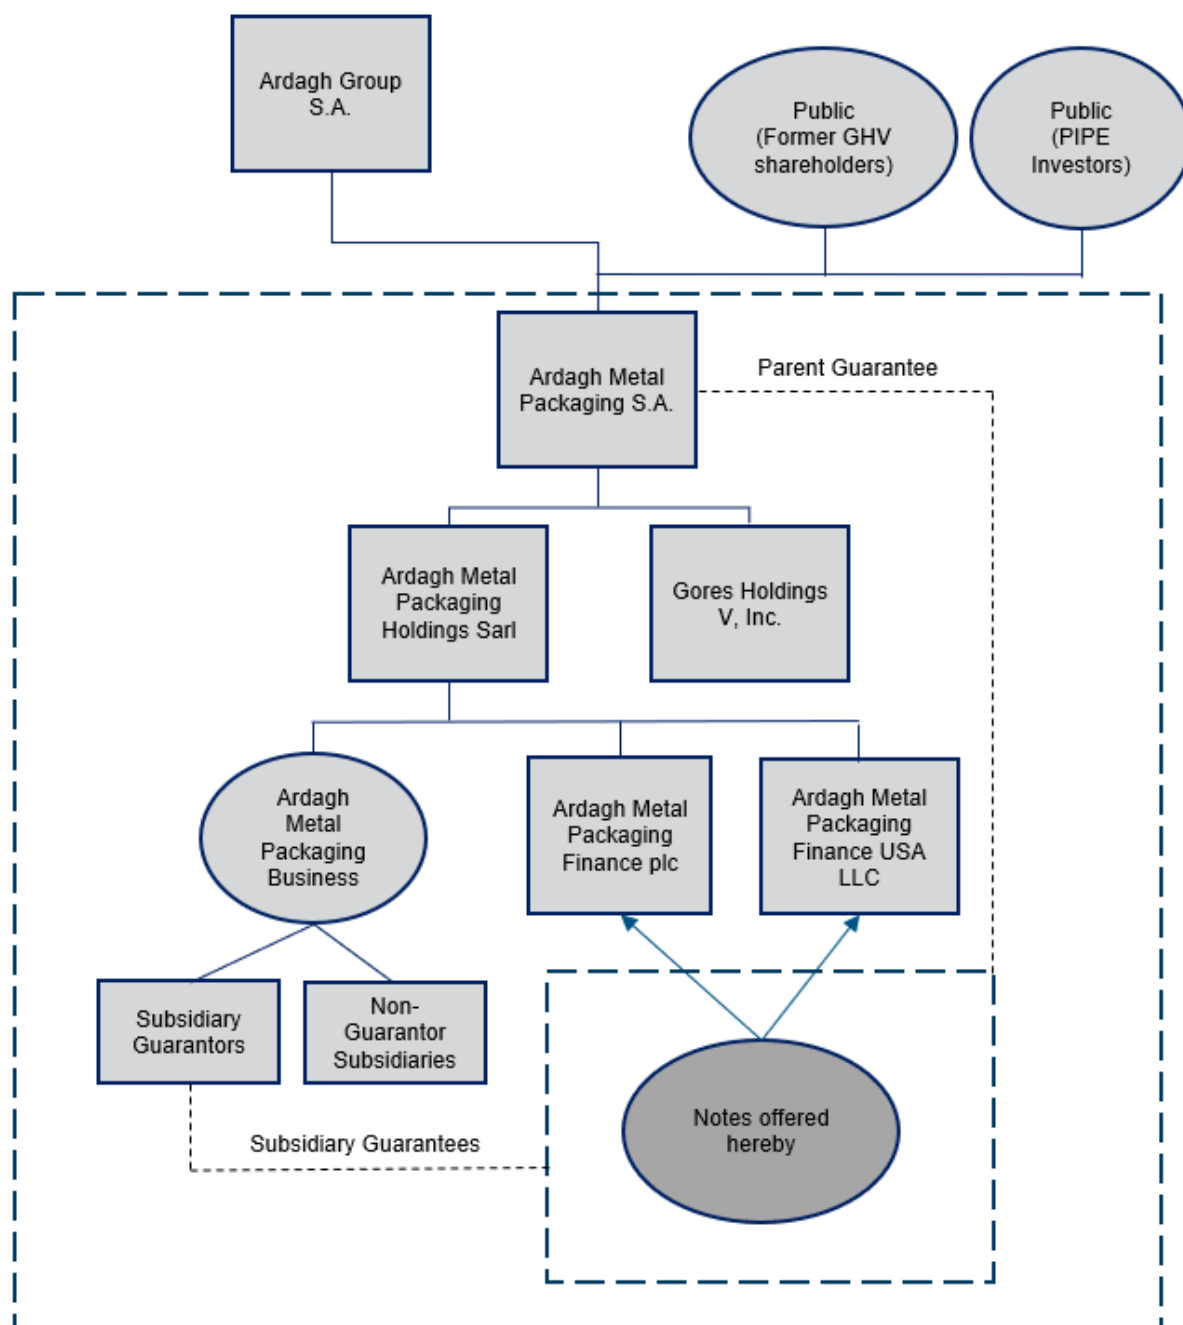 Ardagh Group
S.A.
Public
(Former GHV
shareholders)
Public
(PIPE
Investors)
Ardagh Metal
Packaging S.A.
Parent Guarantee
Ardagh Metal
Packaging
Holdings Sarl
Gores Holdings
V, Inc.
Ardagh
Metal
Packaging
Business
Ardagh Metal
Packaging
Finance plc
Ardagh Metal
Packaging
Finance USA
LLC
Subsidiary
Guarantors
Non-
Guarantor
Subsidiaries
Subsidiary Guarantees
Notes offered
hereby